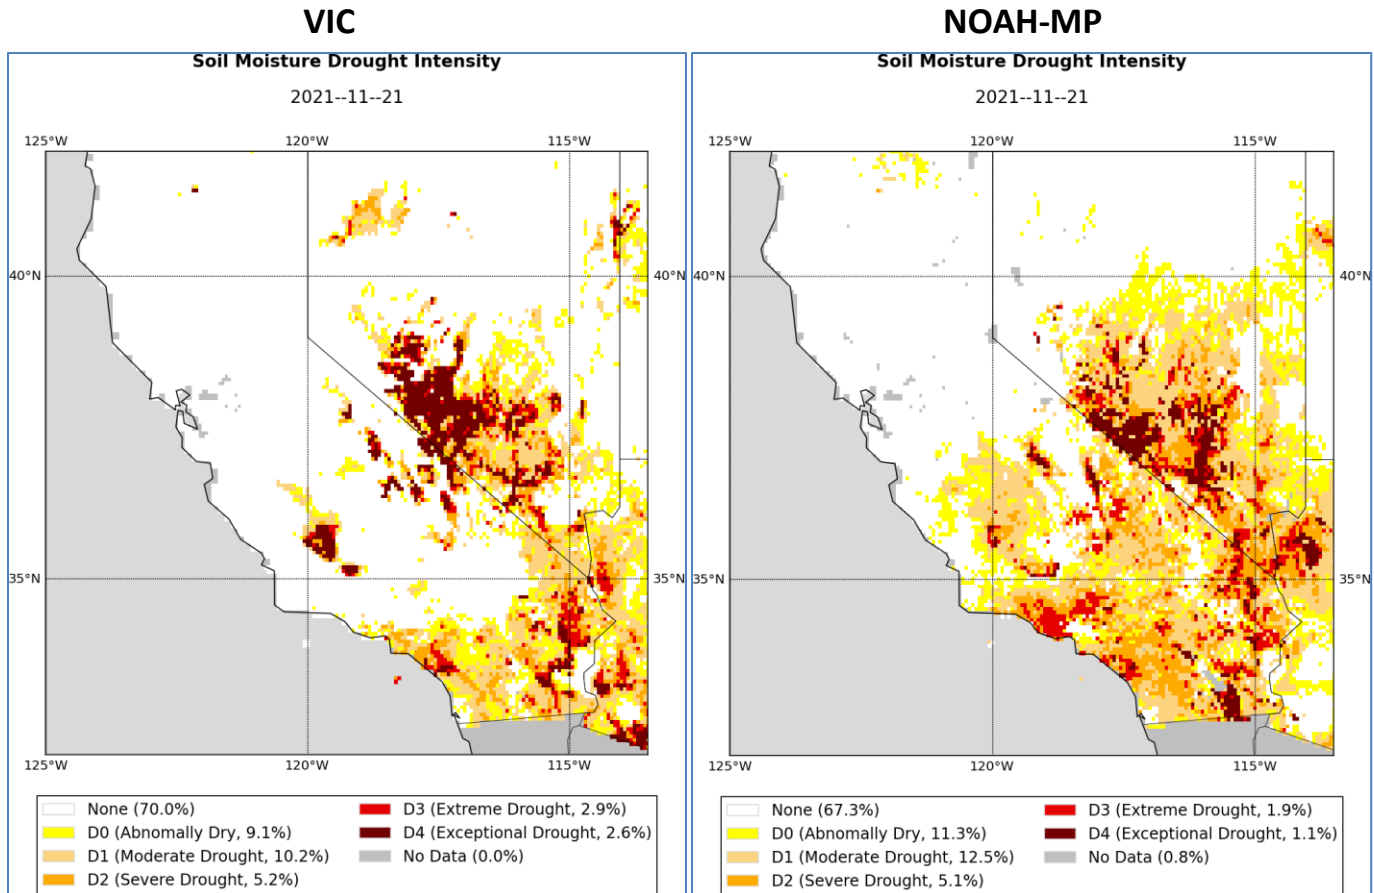 VIC
Soil Moisture Drought Intensity
2021--11--21
125°W 120°W 115°W
40°N 40°N
35°N 35°N
125°W 120°W 115°W
None (70.0%)
D0 (Abnomally Dry, 9.1%)
D1 (Moderate Drought, 10.2%)
D2 (Severe Drought, 5.2%)
D3 (Extreme Drought, 2.9%)
D4 (Exceptional Drought, 2.6%)
No Data (0.0%)
NOAH-MP
Soil Moisture Drought Intensity
2021--11--21
125°W 120°W 115°W
40°N 40°N
35°N 35°N
125°W 120°W 115°W
None (67.3%)
D0 (Abnomally Dry, 11.3%)
D1 (Moderate Drought, 12.5%)
D2 (Severe Drought, 5.1%)
D3 (Extreme Drought, 1.9%)
D4 (Exceptional Drought, 1.1%)
No Data (0.8%)